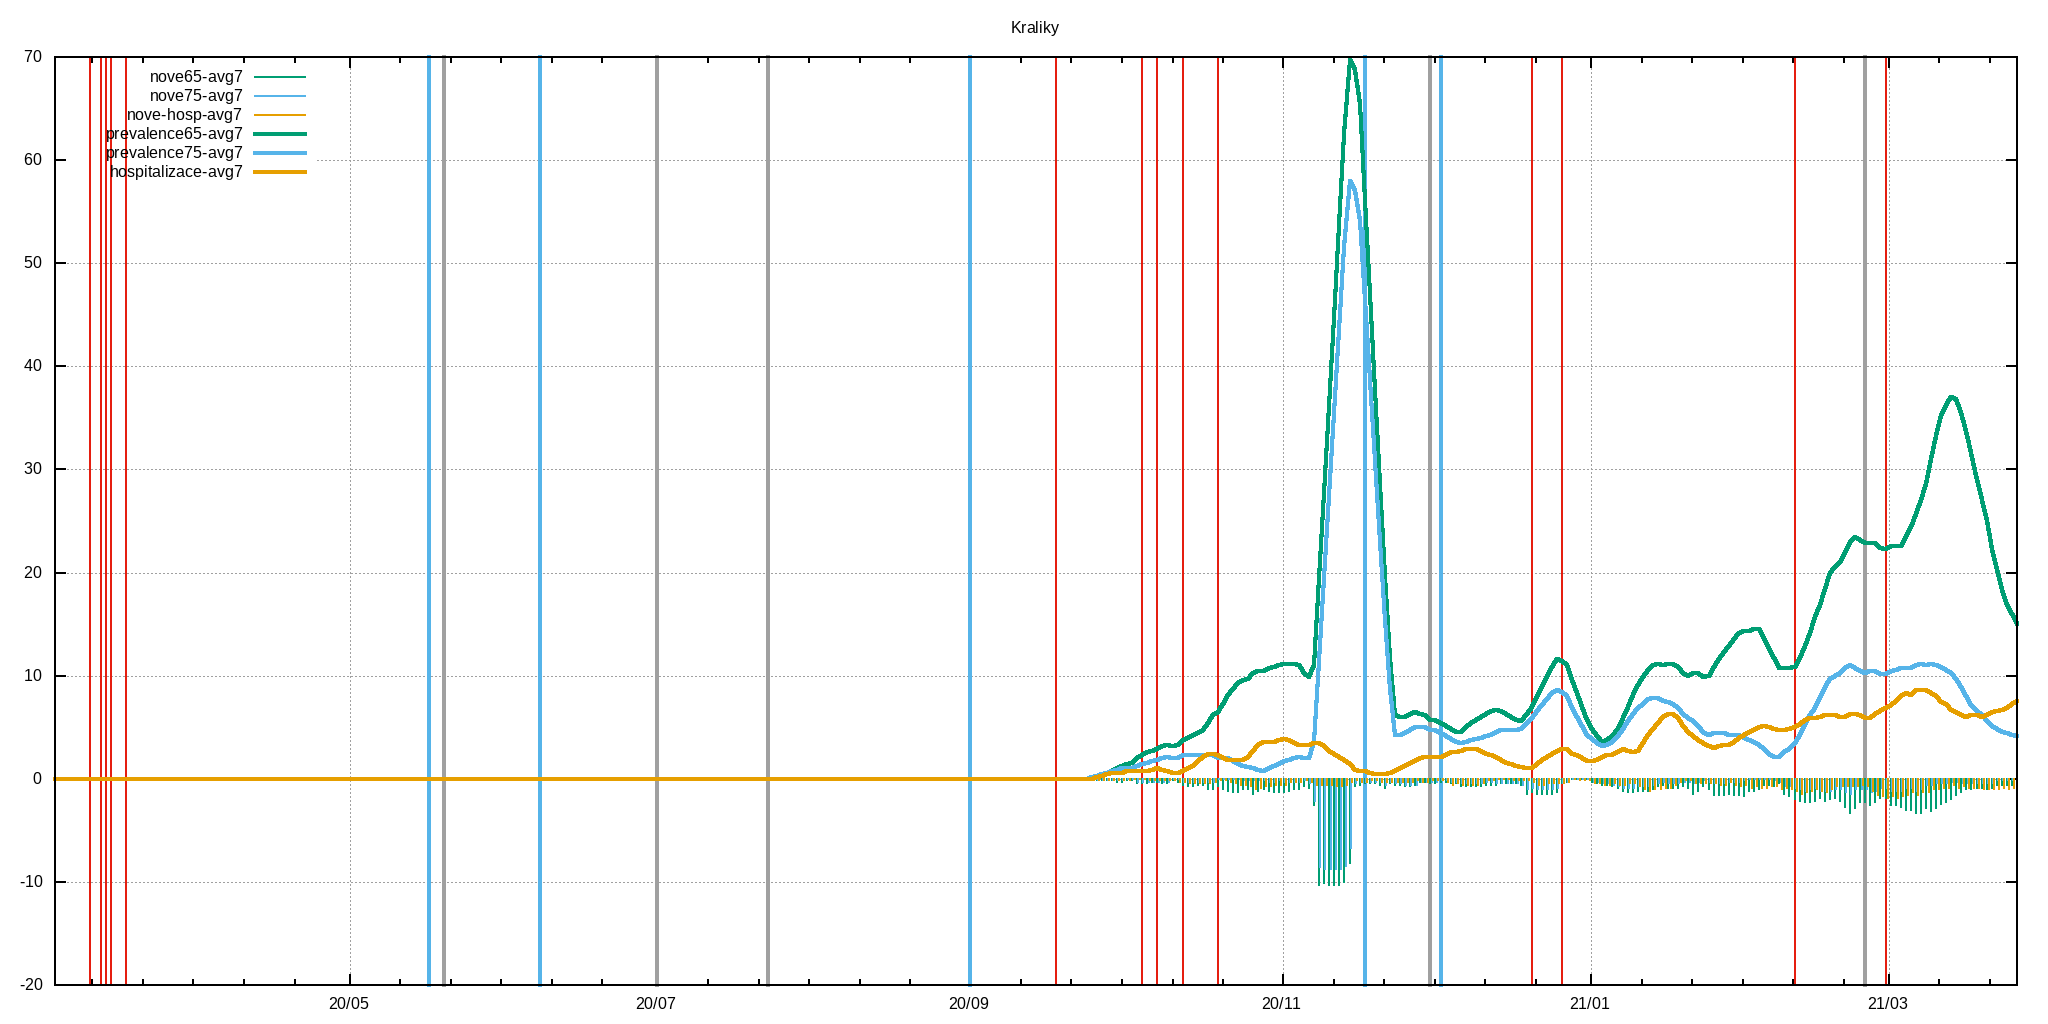 Kraliky
70
60
50
40
30
20
10
0
-10
-20
nove65-avg7
nove75-avg7
nove-hosp-avg7
prevalence65-avg7
prevalence75-avg7
hospitalizace-avg7
20/05
20/07
20/09
20/11
21/01
21/03